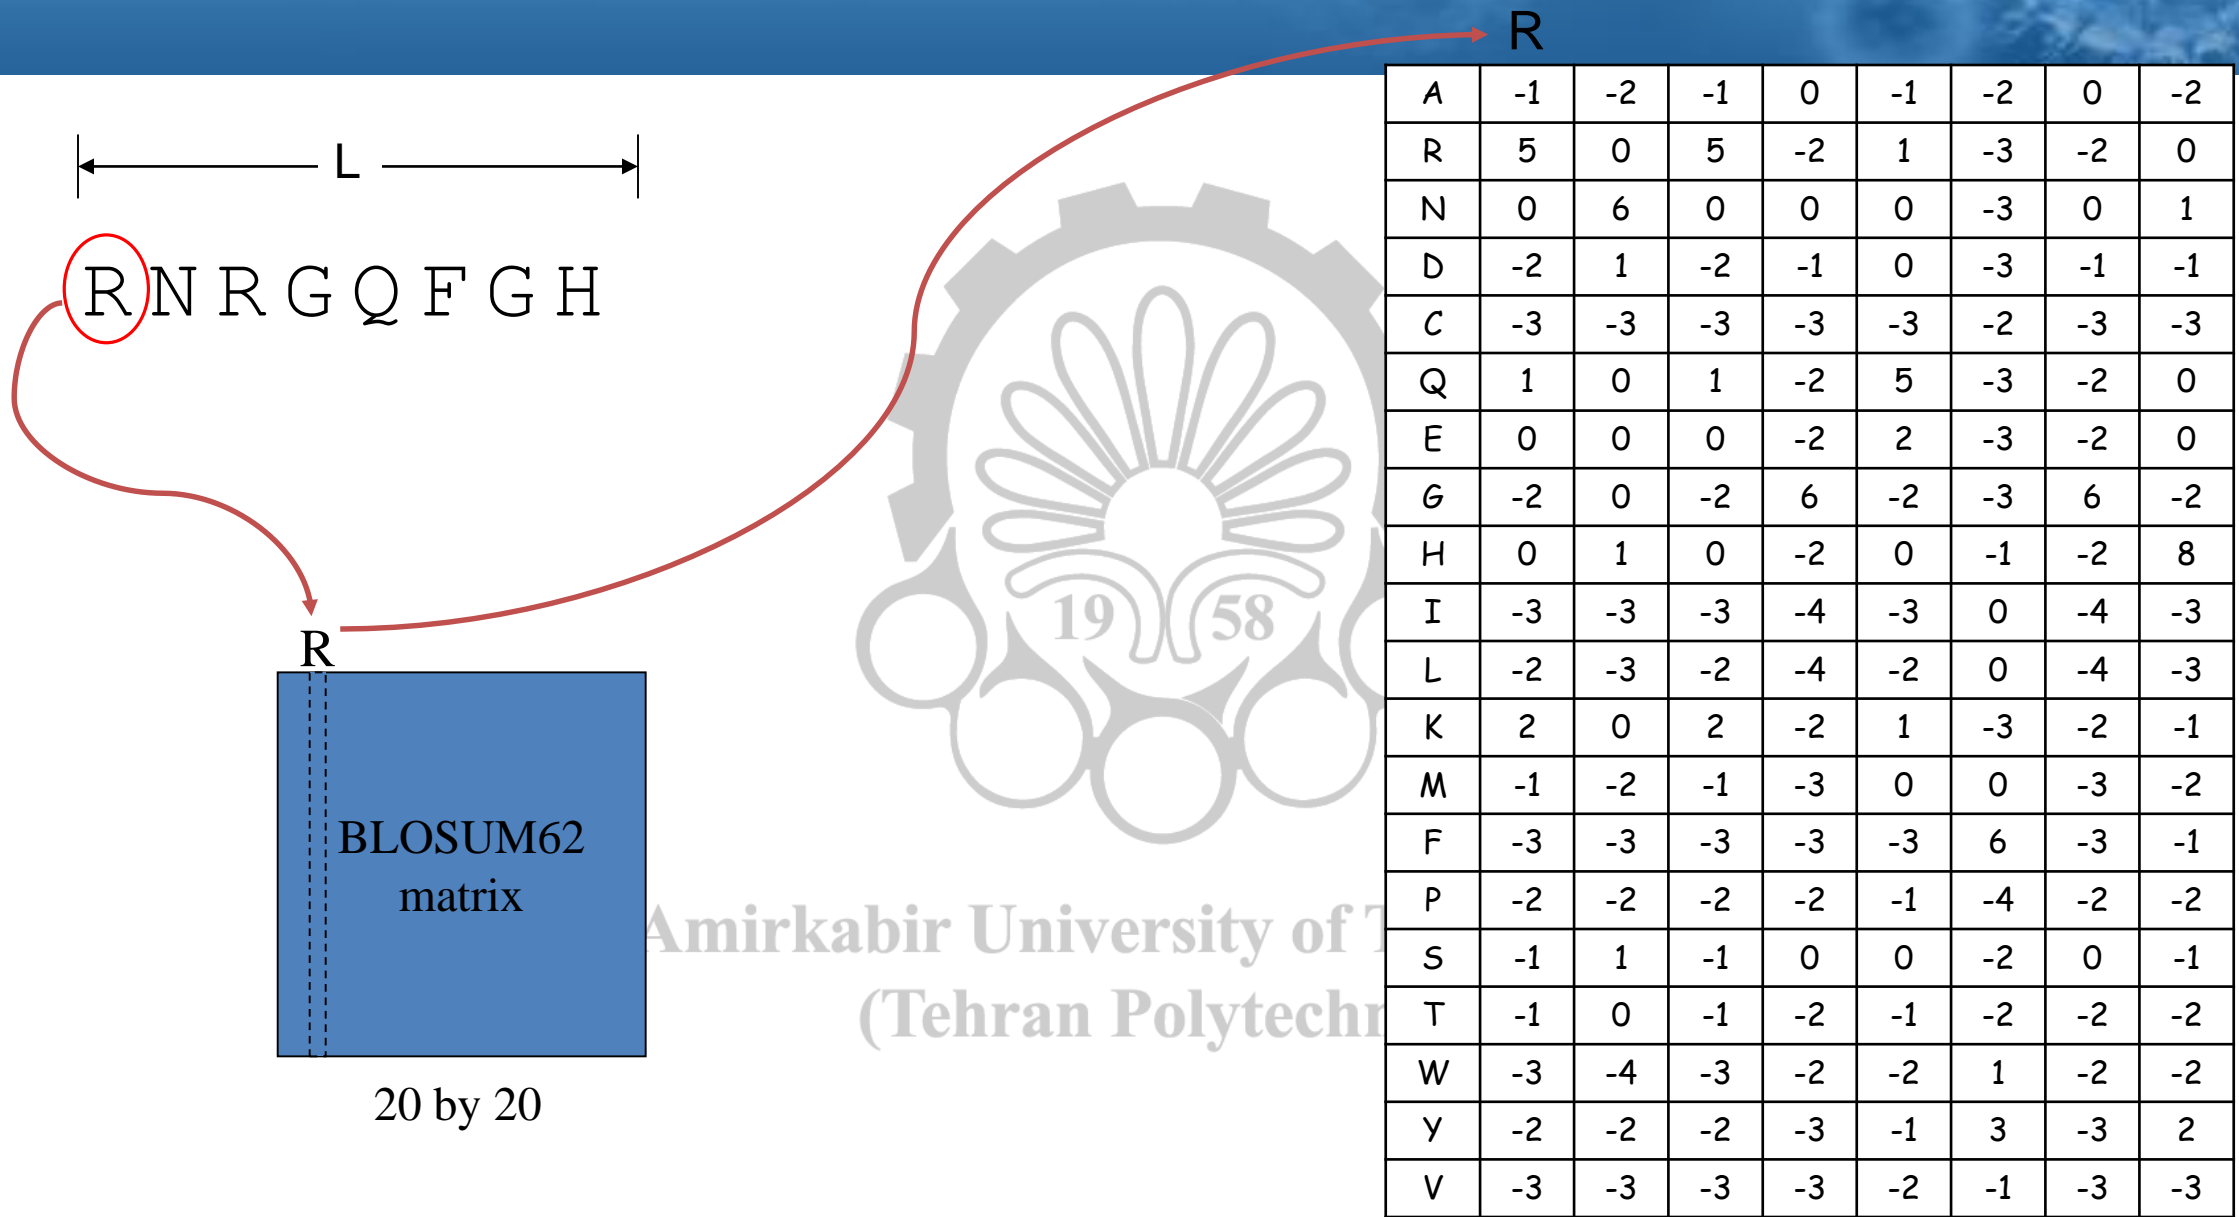 R
L
R N R G Q F G H
R
BLOSUM62
matrix
20 by 20
A -1 -2 -1 0 -1 -2 0 -2
R 5 0 5 -2 1 -3 -2 0
N 0 6 0 0 0 -3 0 1
D -2 1 -2 -1 0 -3 -1 -1
C -3 -3 -3 -3 -3 -2 -3 -3
Q 1 0 1 -2 5 -3 -2 0
E 0 0 0 -2 2 -3 -2 0
G -2 0 -2 6 -2 -3 6 -2
H 0 1 0 -2 0 -1 -2 8
I -3 -3 -3 -4 -3 0 -4 -3
L -2 -3 -2 -4 -2 0 -4 -3
K 2 0 2 -2 1 -3 -2 -1
M -1 -2 -1 -3 0 0 -3 -2
F -3 -3 -3 -3 -3 6 -3 -1
P -2 -2 -2 -2 -1 -4 -2 -2
S -1 1 -1 0 0 -2 0 -1
T -1 0 -1 -2 -1 -2 -2 -2
W -3 -4 -3 -2 -2 1 -2 -2
Y -2 -2 -2 -3 -1 3 -3 2
V -3 -3 -3 -3 -2 -1 -3 -3
19 58
Amirkabir University of
(Tehran